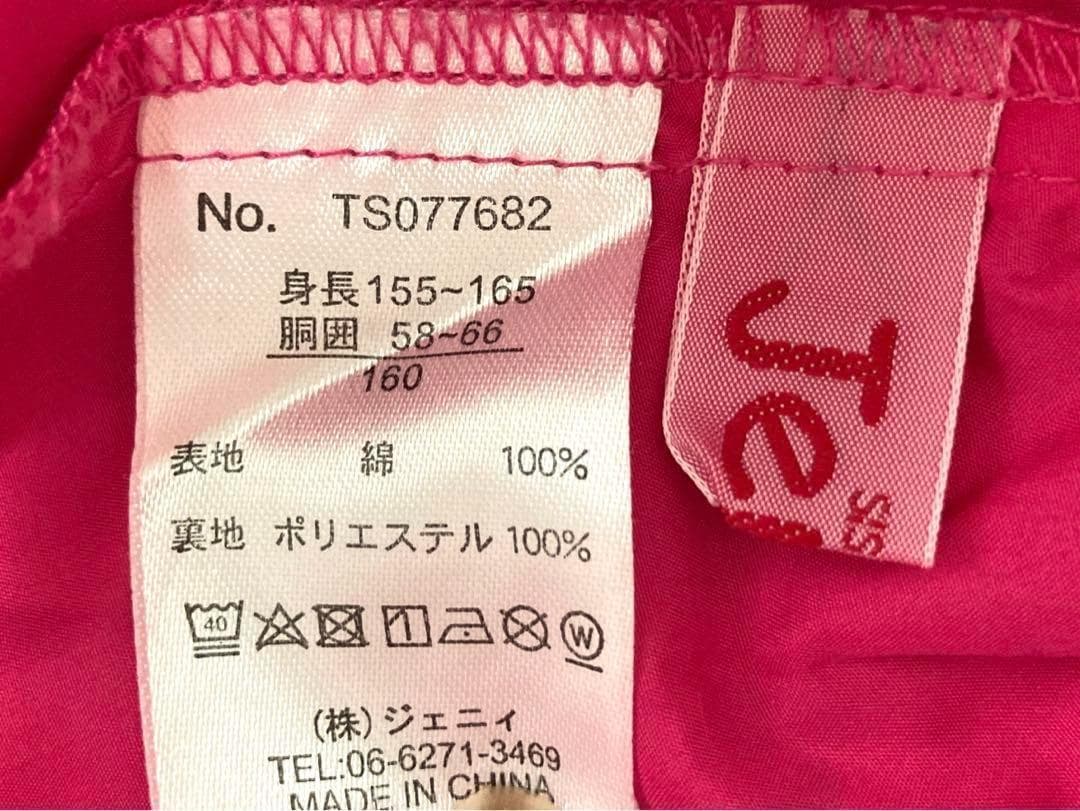 No. TS077682
身長155~165
胴囲 58~66
160
表地 綿 100%
裏地 ポリエステル 100%
40
W
(株)ジェニィ
TEL:06-6271-3469
MADE IN CHINA
Je
SIS